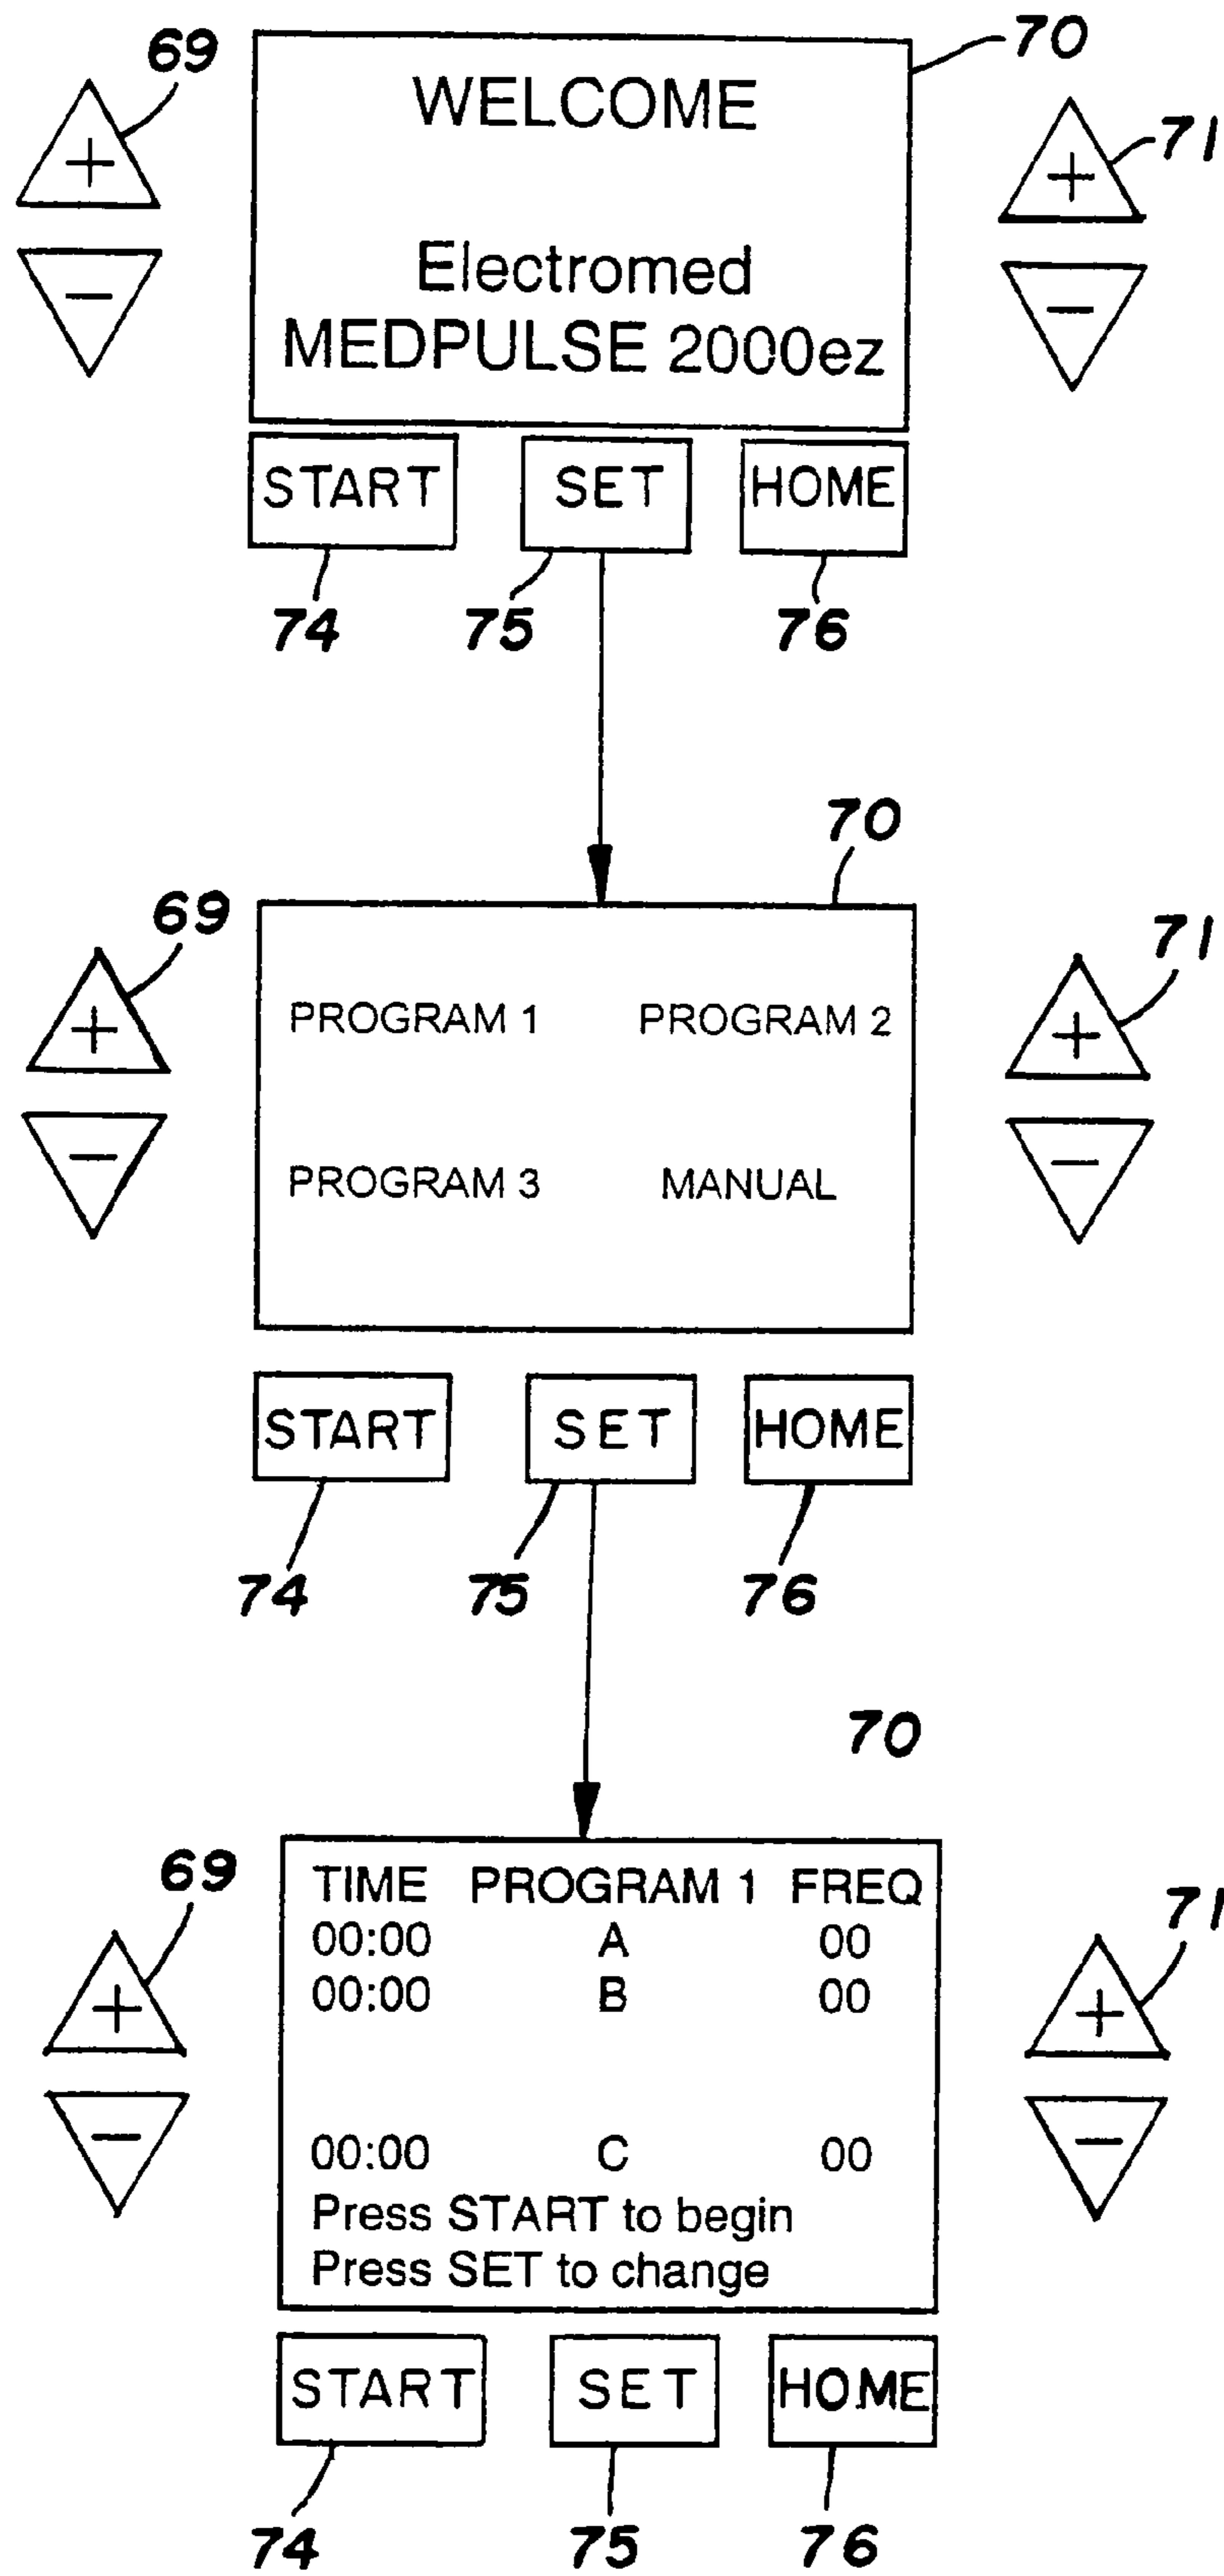 69 70
WELCOME
+ + 71
Electromed
- -
MEDPULSE 2000ez
START SET HOME
74 75 76
70
69 71
+ PROGRAM 1 PROGRAM 2 +
- PROGRAM 3 MANUAL -
START SET HOME
74 75 76
70
69 TIME PROGRAM 1 FREQ 71
00:00 A 00
+ 00:00 B 00 +
- 00:00 C 00 -
Press START to begin
Press SET to change
START SET HOME
74 75 76